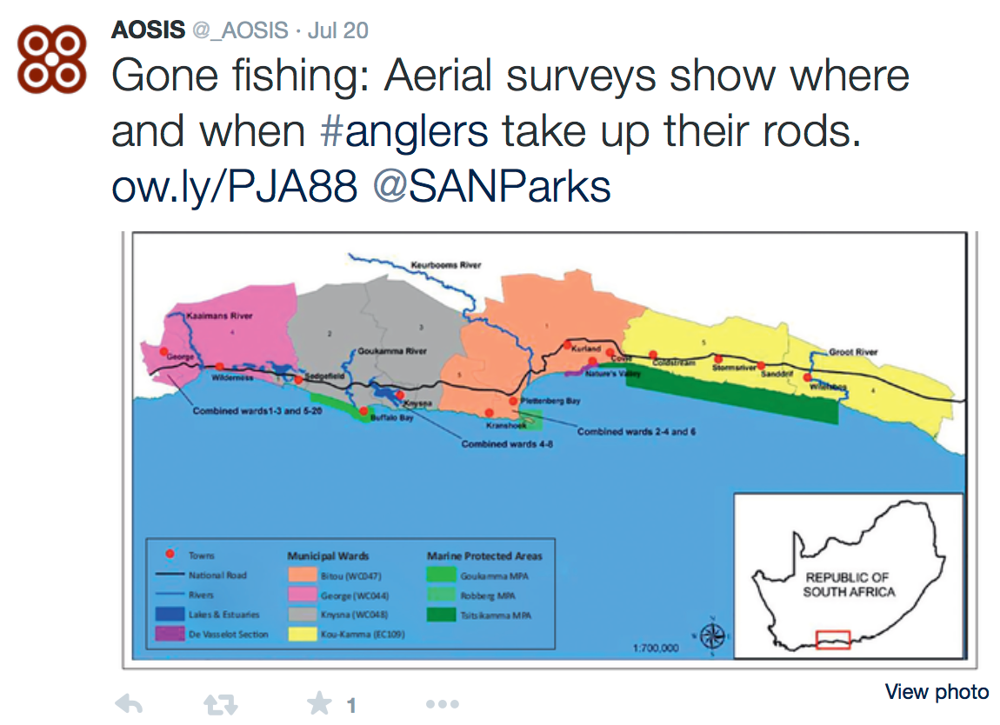 AOSIS @_AOSIS · Jul 20
Gone fishing: Aerial surveys show where
and when #anglers take up their rods.
ow.ly/PJA88 @SANParks
Keurbooms River
Kaaimans River
4
2
3
1
5
Kurland
George
Goukamma River
Covie
Coldstream
Groot River
Wilderness
Sedgefield
5
Nature's Valley
Stormsriver
Sanddrif
Witelsbos
4
Knysna
Plettenberg Bay
Combined wards1-3 and 5-20
Buffalo Bay
Kranshoek
Combined wards 2-4 and 6
Combined wards 4-8
Towns
National Road
Rivers
Lakes & Estuaries
De Vasselot Section
Municipal Wards
Bitou (WC047)
George (WC044)
Knysna (WC048)
Kou-Kamma (EC109)
Marine Protected Areas
Goukamma MPA
Robberg MPA
Tsitsikamma MPA
1:700,000
N
REPUBLIC OF
SOUTH AFRICA
View photo
1